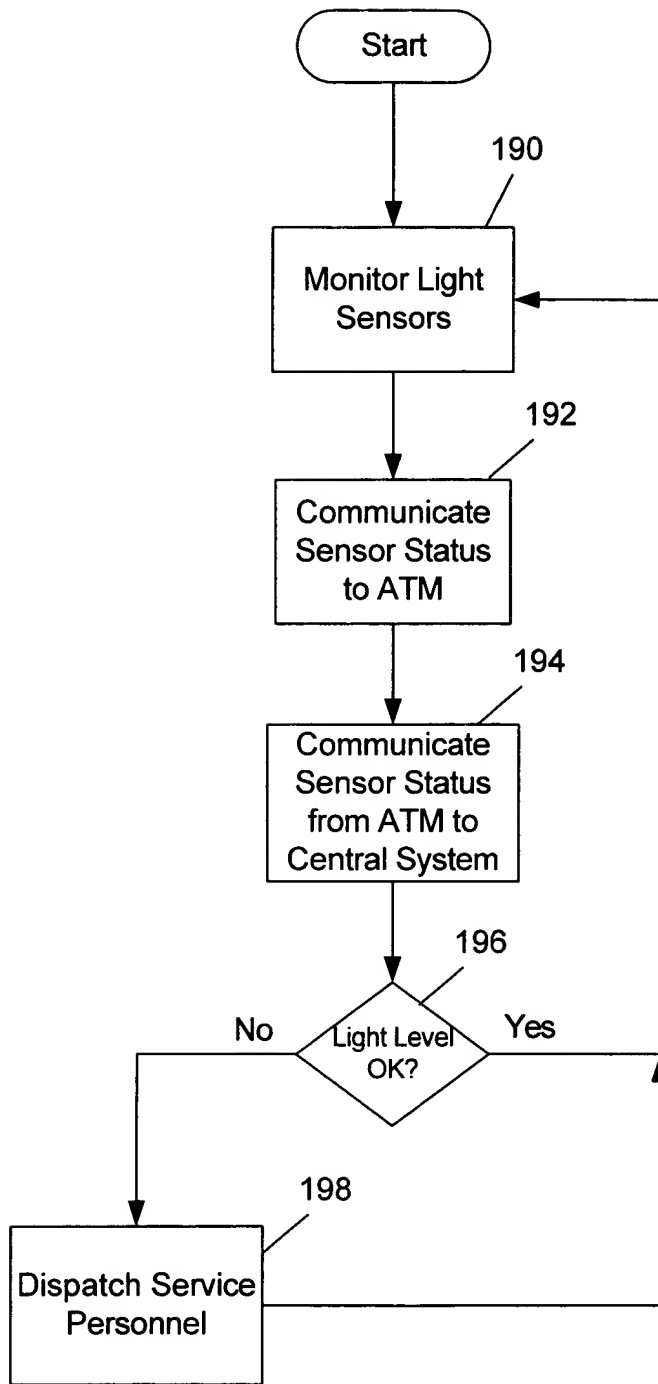 Start
190
Monitor Light
Sensors
192
Communicate
Sensor Status
to ATM
194
Communicate
Sensor Status
from ATM to
Central System
196
No
Light Level
OK?
Yes
198
Dispatch Service
Personnel